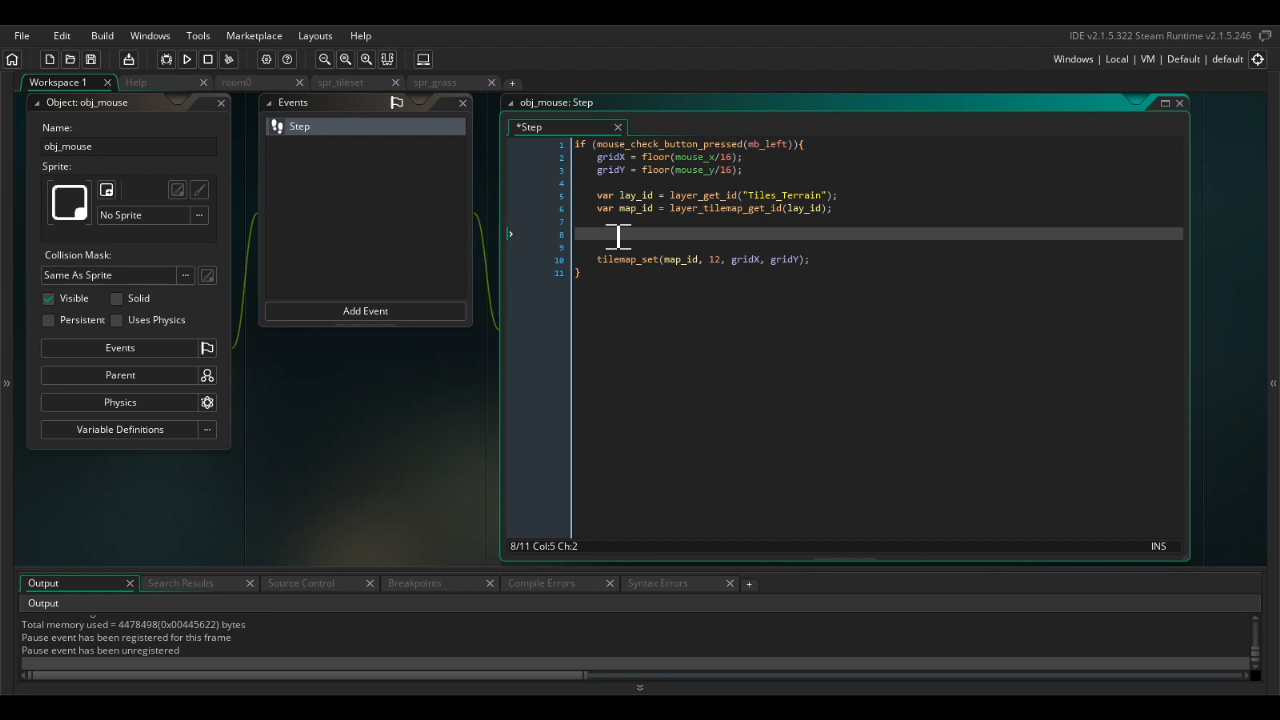 File Edit Build Windows Tools Marketplace Layouts Help IDE v2.1.5.322 Steam Runtime v2.1.5.246
Windows | Local | VM | Default | default
Workspace 1 Help room0 spr_tileset spr_grass
Object: obj_mouse
Name:
obj_mouse
Sprite:
No Sprite
Collision Mask:
Same As Sprite
Visible Solid
Persistent Uses Physics
Events
Parent
Physics
Variable Definitions
Events
Step
Add Event
obj_mouse: Step
*Step
1 if (mouse_check_button_pressed(mb_left)){
2 gridX = floor(mouse_x/16);
3 gridY = floor(mouse_y/16);
4
5 var lay_id = layer_get_id("Tiles_Terrain");
6 var map_id = layer_tilemap_get_id(lay_id);
7
8
9
10 tilemap_set(map_id, 12, gridX, gridY);
11 }
8/11 Col:5 Ch:2 INS
Output Search Results Source Control Breakpoints Compile Errors Syntax Errors
Output
Total memory used = 4478498(0x00445622) bytes
Pause event has been registered for this frame
Pause event has been unregistered